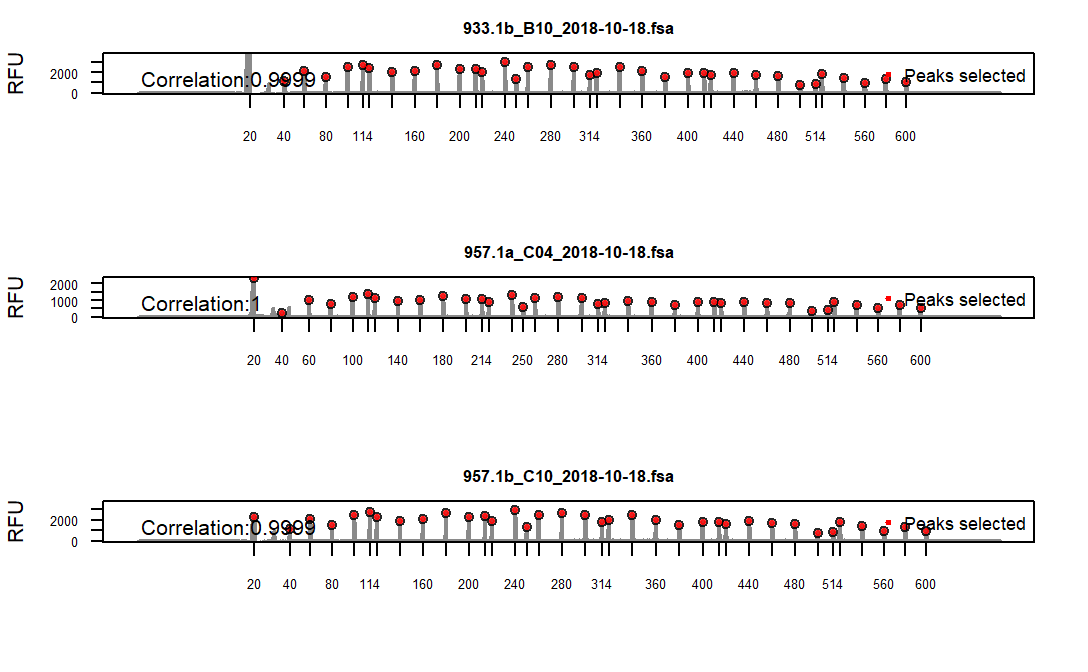 933.1b_B10_2018-10-18.fsa
RFU
2000
0
Correlation:0.9999
Peaks selected
20 40 80 114 160 200 240 280 314 360 400 440 480 514 560 600
957.1a_C04_2018-10-18.fsa
RFU
2000
1000
0
Correlation:1
Peaks selected
20 40 60 100 140 180 214 250 280 314 360 400 440 480 514 560 600
957.1b_C10_2018-10-18.fsa
RFU
2000
0
Correlation:0.9999
Peaks selected
20 40 80 114 160 200 240 280 314 360 400 440 480 514 560 600